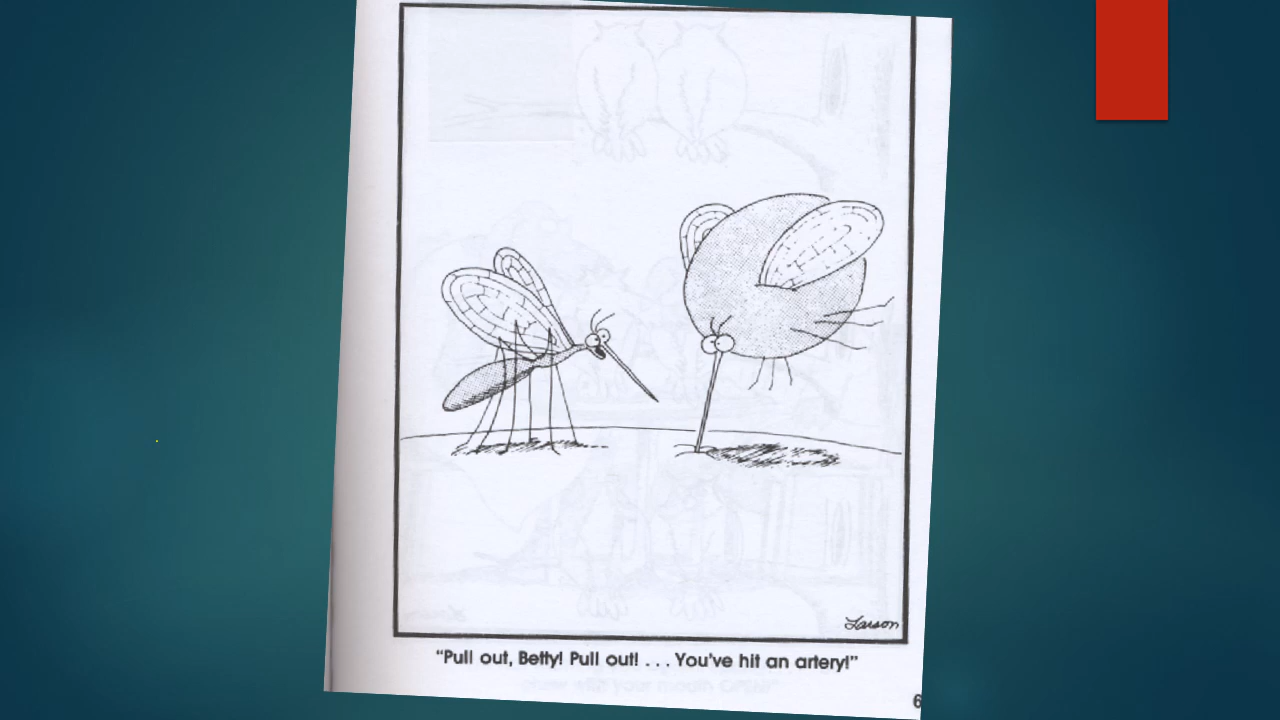 Larson
“Pull out, Betty! Pull out! . . . You've hit an artery!”
6